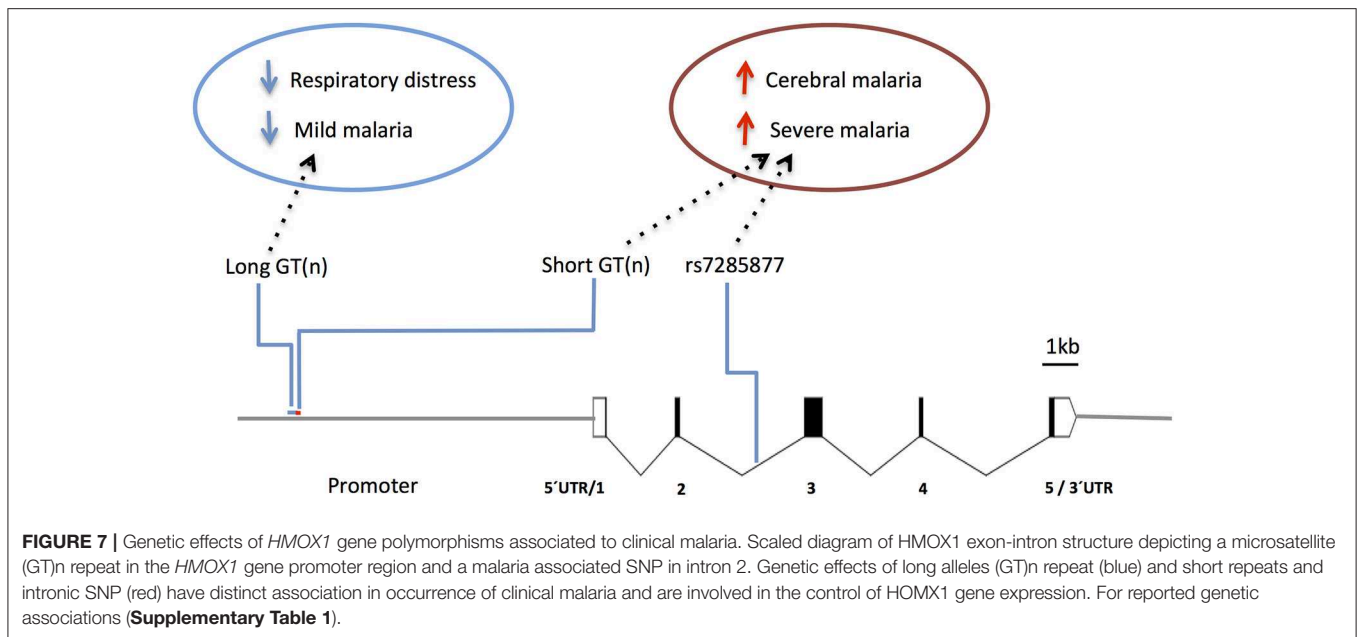 Respiratory distress
Mild malaria
Cerebral malaria
Severe malaria
Long GT(n)
Short GT(n)
rs7285877
1kb
Promoter
5´UTR/1
2
3
4
5 / 3´UTR
FIGURE 7 | Genetic effects of HMOX1 gene polymorphisms associated to clinical malaria. Scaled diagram of HMOX1 exon-intron structure depicting a microsatellite
(GT)n repeat in the HMOX1 gene promoter region and a malaria associated SNP in intron 2. Genetic effects of long alleles (GT)n repeat (blue) and short repeats and
intronic SNP (red) have distinct association in occurrence of clinical malaria and are involved in the control of HOMX1 gene expression. For reported genetic
associations (Supplementary Table 1).